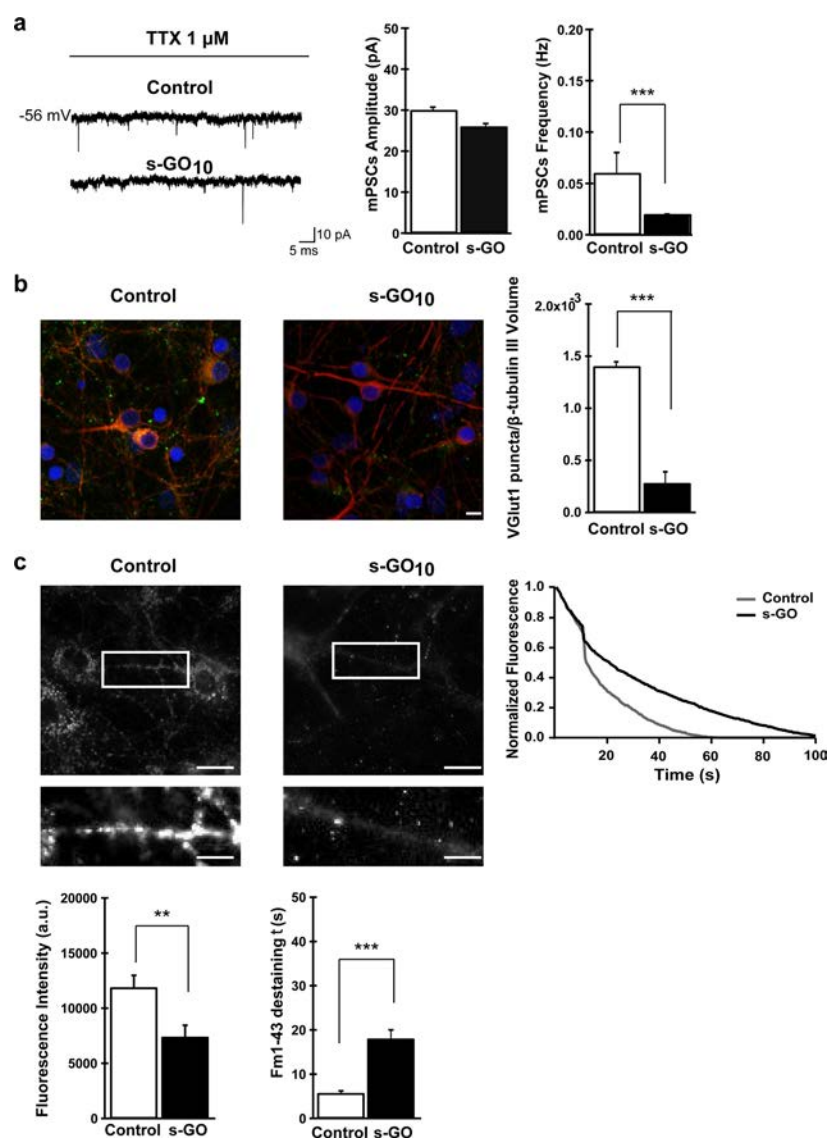 a
TTX 1 µM
Control
-56 mV
s-GO10
10 pA
5 ms
mPSCs Amplitude (pA)
50
40
30
20
10
0
Control s-GO
mPSCs Frequency (Hz)
0.20
0.15
0.10
0.05
0.00
***
Control s-GO
b
Control
s-GO10
VGlut1 puncta/β-tubulin III Volume
2.0x10-3
1.5
1.0
0.5
0.0
***
Control s-GO
c
Control
s-GO10
Normalized Fluorescence
1.0
0.8
0.6
0.4
0.2
0.0
Control
s-GO
20 40 60 80 100
Time (s)
Fluorescence Intensity (a.u.)
20000
15000
10000
5000
0
**
Control s-GO
Fm1-43 destaining τ (s)
50
40
30
20
10
0
***
Control s-GO